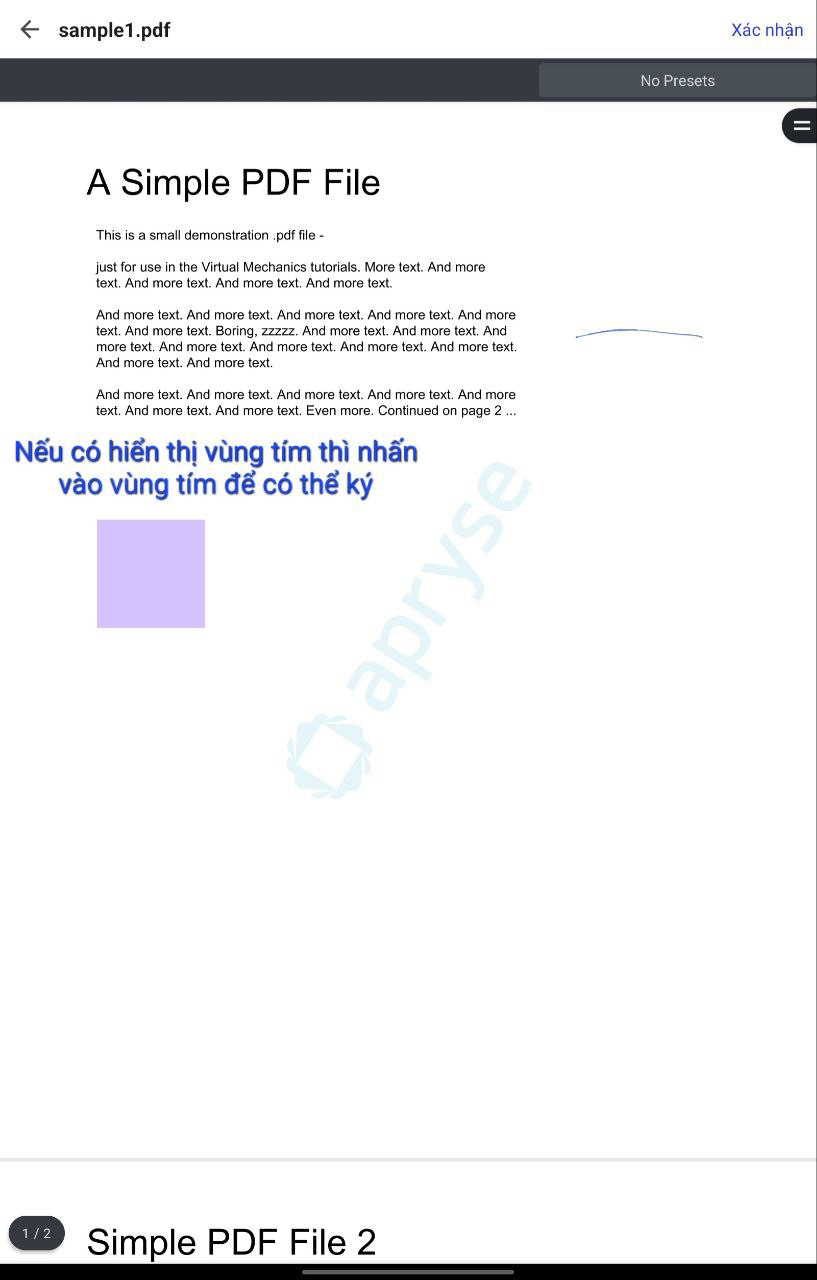 sample1.pdf
Xác nhận
No Presets
A Simple PDF File
This is a small demonstration .pdf file -
just for use in the Virtual Mechanics tutorials. More text. And more
text. And more text. And more text. And more text.
And more text. And more text. And more text. And more text. And more
text. And more text. Boring, zzzzz. And more text. And more text. And
more text. And more text. And more text. And more text. And more text.
And more text. And more text.
And more text. And more text. And more text. And more text. And more
text. And more text. And more text. Even more. Continued on page 2 ...
Nếu có hiển thị vùng tím thì nhấn
vào vùng tím để có thể ký
apryse
1 / 2
Simple PDF File 2